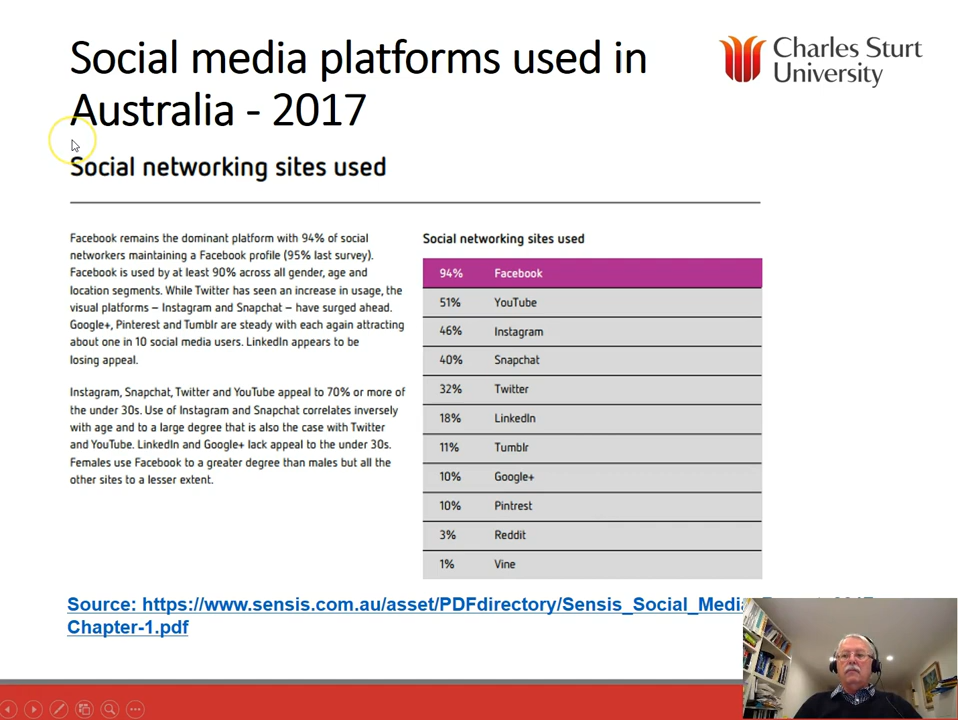 Social media platforms used in
Australia - 2017
Charles Sturt
University
Social networking sites used
Facebook remains the dominant platform with 94% of social
networkers maintaining a Facebook profile (95% last survey).
Facebook is used by at least 90% across all gender, age and
location segments. While Twitter has seen an increase in usage, the
visual platforms – Instagram and Snapchat – have surged ahead.
Google+, Pinterest and Tumblr are steady with each again attracting
about one in 10 social media users. LinkedIn appears to be
losing appeal.
Instagram, Snapchat, Twitter and YouTube appeal to 70% or more of
the under 30s. Use of Instagram and Snapchat correlates inversely
with age and to a large degree that is also the case with Twitter
and YouTube. LinkedIn and Google+ lack appeal to the under 30s.
Females use Facebook to a greater degree than males but all the
other sites to a lesser extent.
Social networking sites used
94% Facebook
51% YouTube
46% Instagram
40% Snapchat
32% Twitter
18% LinkedIn
11% Tumblr
10% Google+
10% Pintrest
3% Reddit
1% Vine
Source: https://www.sensis.com.au/asset/PDFdirectory/Sensis_Social_Media
Chapter-1.pdf